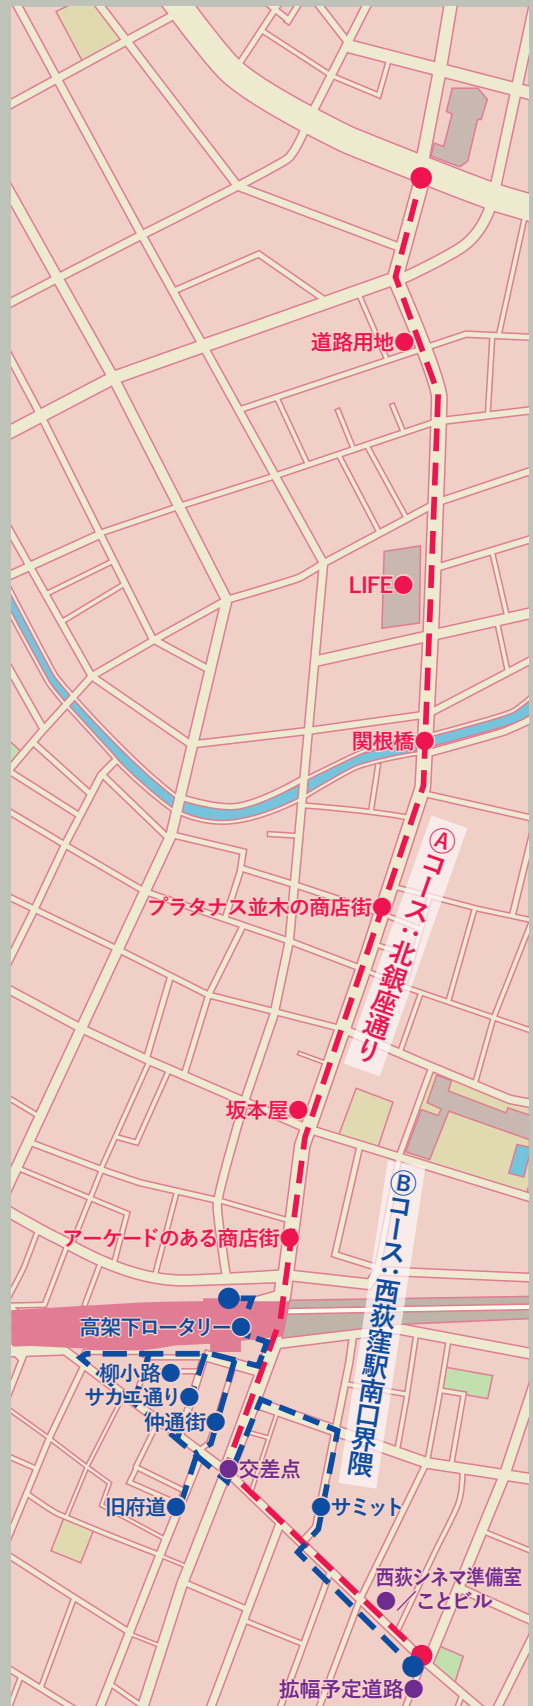 道路用地
LIFE
関根橋
Ⓐコース：北銀座通り
プラタナス並木の商店街
坂本屋
Ⓑコース：西荻窪駅南口界隈
アーケードのある商店街
高架下ロータリー
柳小路
サカエ通り
仲通街
交差点
旧府道
サミット
西荻シネマ準備室
／ことビル
拡幅予定道路